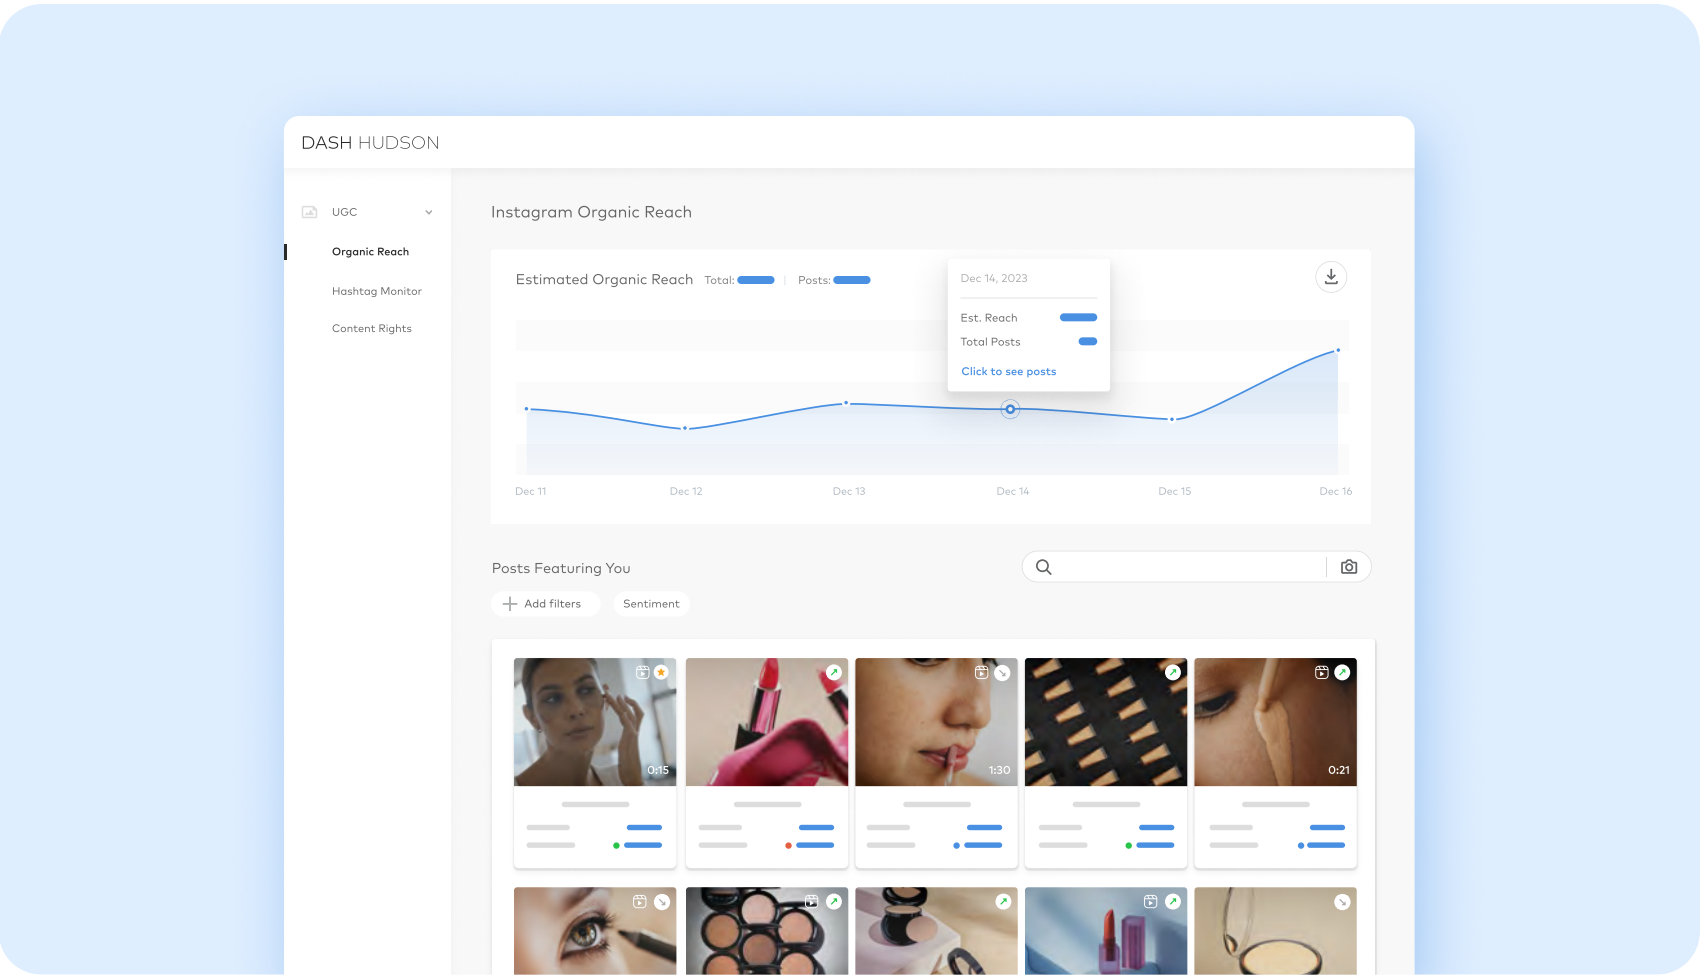 DASH HUDSON
UGC
Organic Reach
Hashtag Monitor
Content Rights
Instagram Organic Reach
Estimated Organic Reach Total: | Posts:
Dec 14, 2023
Est. Reach
Total Posts
Click to see posts
Dec 11 Dec 12 Dec 13 Dec 14 Dec 15 Dec 16
Posts Featuring You
Add filters Sentiment
0:15 1:30 0:21